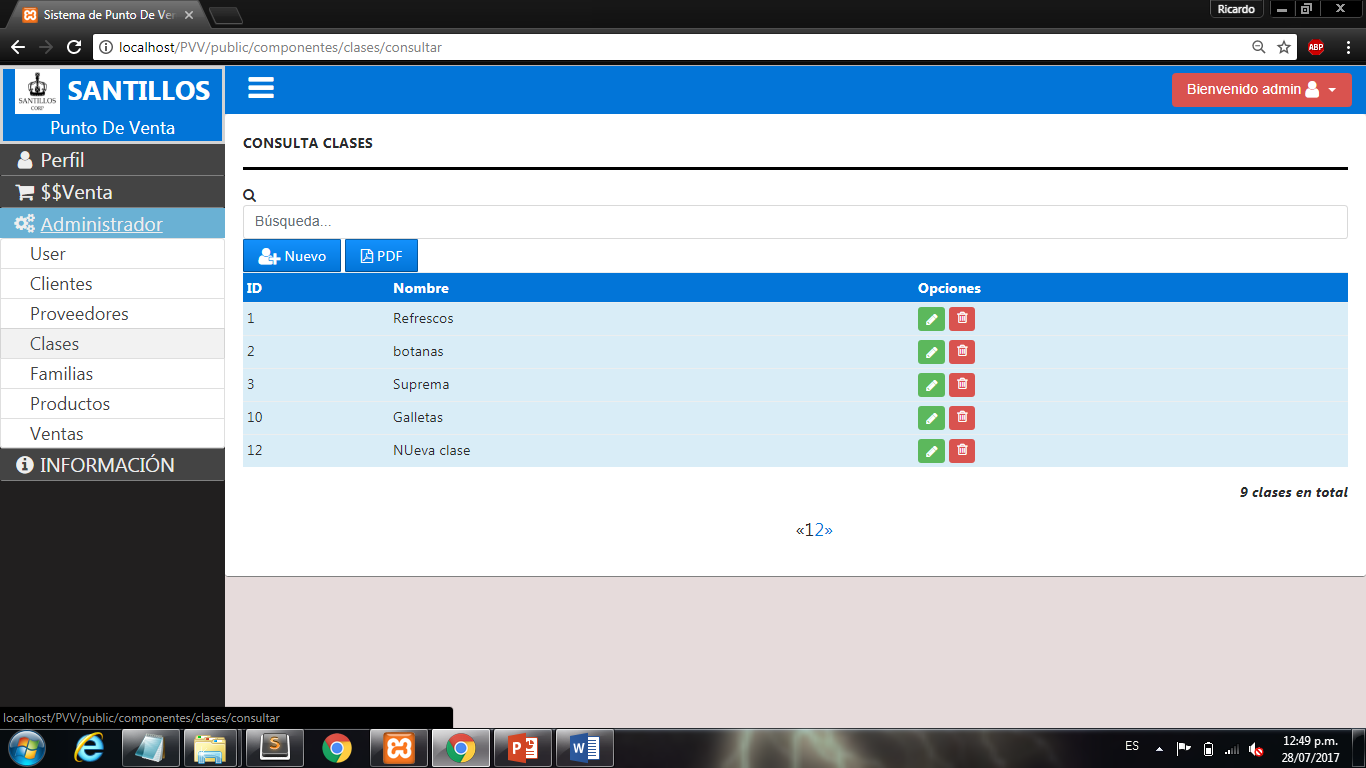 Sistema de Punto De Ver
Ricardo
localhost/PVV/public/componentes/clases/consultar
ABP
SANTILLOS
CORP
SANTILLOS
Punto De Venta
Bienvenido admin
Perfil
$$Venta
Administrador
User
Clientes
Proveedores
Clases
Familias
Productos
Ventas
INFORMACIÓN
CONSULTA CLASES
Búsqueda...
Nuevo PDF
ID Nombre Opciones
1 Refrescos
2 botanas
3 Suprema
10 Galletas
12 NUeva clase
9 clases en total
«12»
localhost/PVV/public/componentes/clases/consultar
ES
12:49 p.m.
28/07/2017